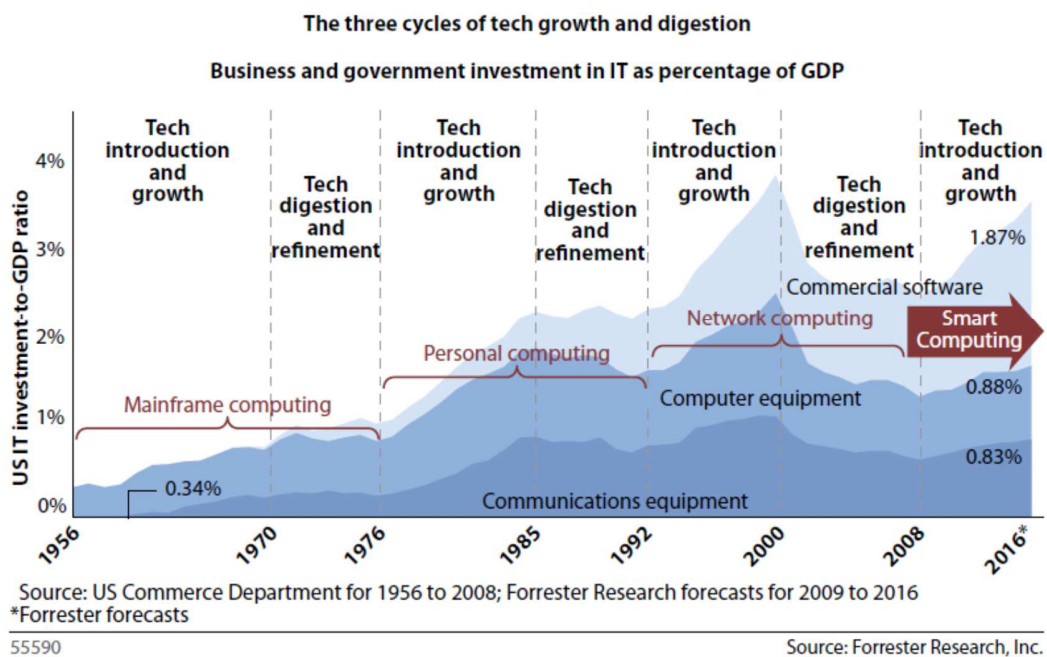 The three cycles of tech growth and digestion
Business and government investment in IT as percentage of GDP
US IT investment-to-GDP ratio
4%
3%
2%
1%
0%
Tech
introduction
and
growth
Tech
digestion
and
refinement
Tech
introduction
and
growth
Tech
digestion
and
refinement
Tech
introduction
and
growth
Tech
digestion
and
refinement
Tech
introduction
and
growth
1.87%
Commercial software
Network computing
Smart
Computing
Personal computing
0.88%
Computer equipment
Mainframe computing
0.83%
0.34%
Communications equipment
1956
1970
1976
1985
1992
2000
2008
2016*
Source: US Commerce Department for 1956 to 2008; Forrester Research forecasts for 2009 to 2016
*Forrester forecasts
55590
Source: Forrester Research, Inc.